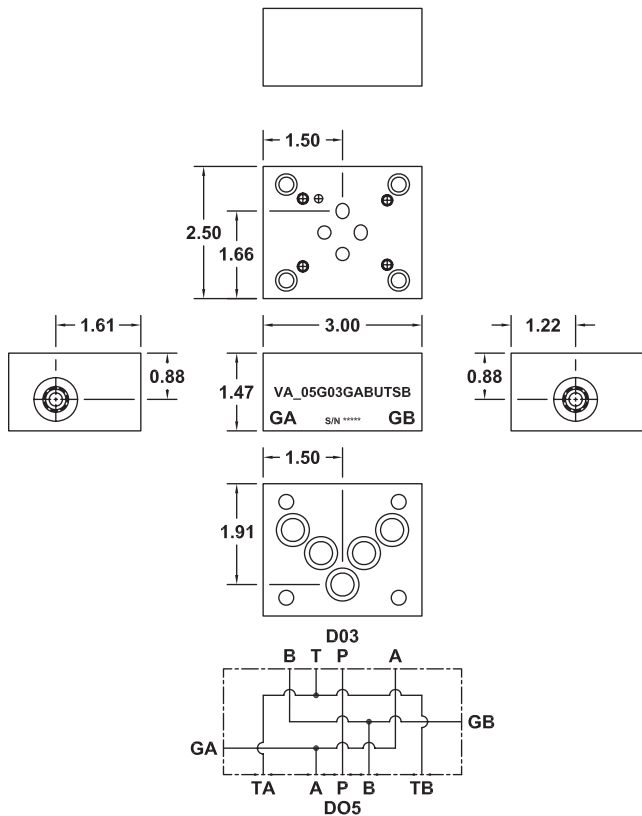 1.50
2.50
1.66
1.61
3.00
1.22
0.88
1.47
VA_05G03GABUTSB
0.88
GA S/N ***** GB
1.50
1.91
D03
B T P A
GB
GA
TA A P B TB
DO5